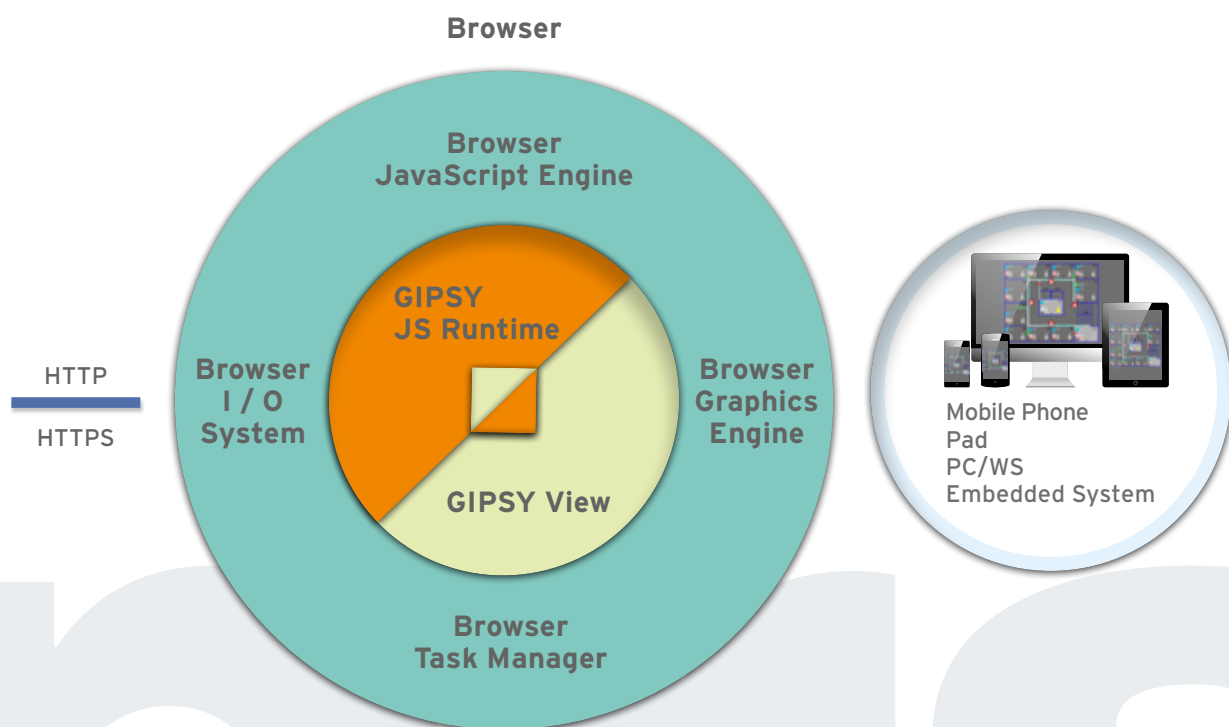 Browser
Browser
JavaScript Engine
GIPSY
JS Runtime
HTTP
HTTPS
Browser
I / O
System
Browser
Graphics
Engine
GIPSY View
Browser
Task Manager
Mobile Phone
Pad
PC/WS
Embedded System